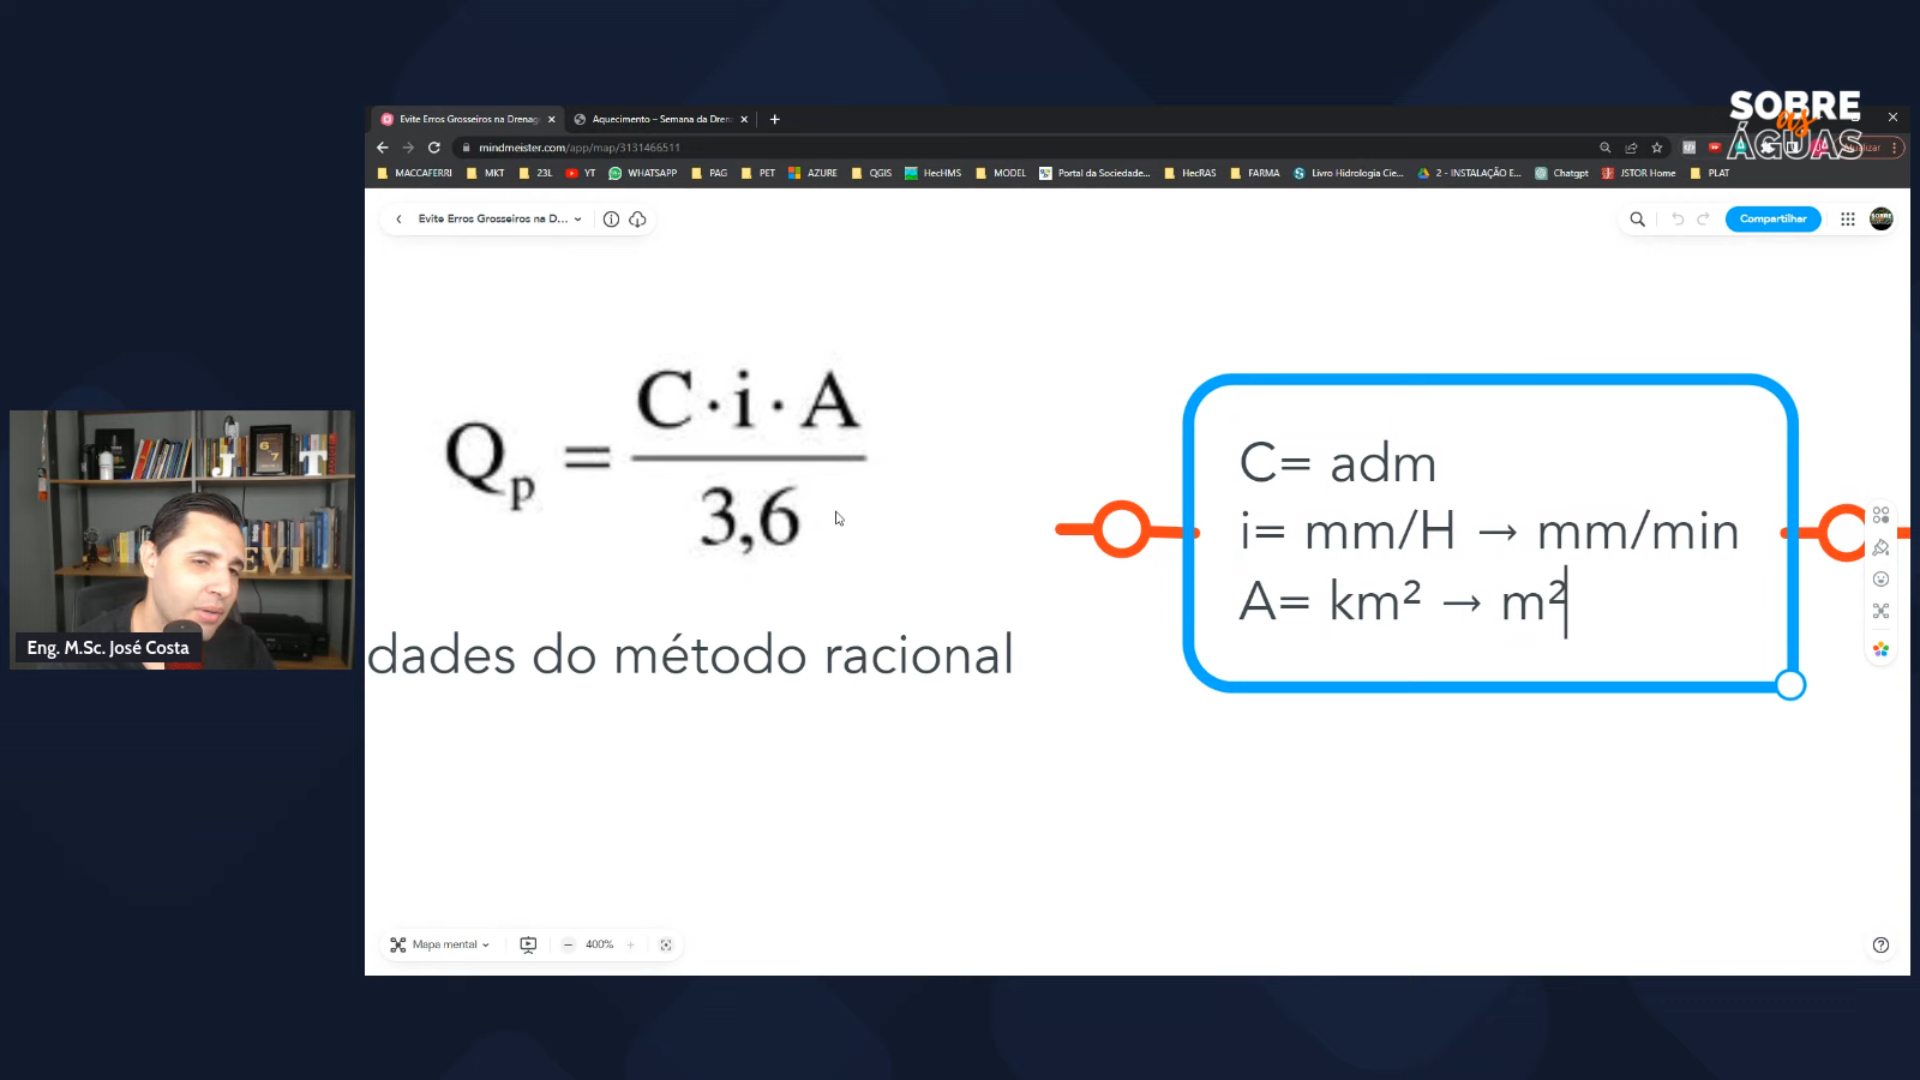 SOBRE
as
ÁGUAS
Evite Erros Grosseiros na Drenag
Aquecimento – Semana da Dren
mindmeister.com/app/map/3131466511
MACCAFERRI MKT 23L YT WHATSAPP PAG PET AZURE QGIS HecHMS MODEL Portal da Sociedade... HecRAS FARMA Livro Hidrologia Cie... 2 - INSTALAÇÃO E... Chatgpt JSTOR Home PLAT
Evite Erros Grosseiros na D...
Compartilhar
Qp = C·i·A
3,6
dades do método racional
C= adm
i= mm/H → mm/min
A= km² → m²
J T
EVI
Eng. M.Sc. José Costa
Mapa mental
400%